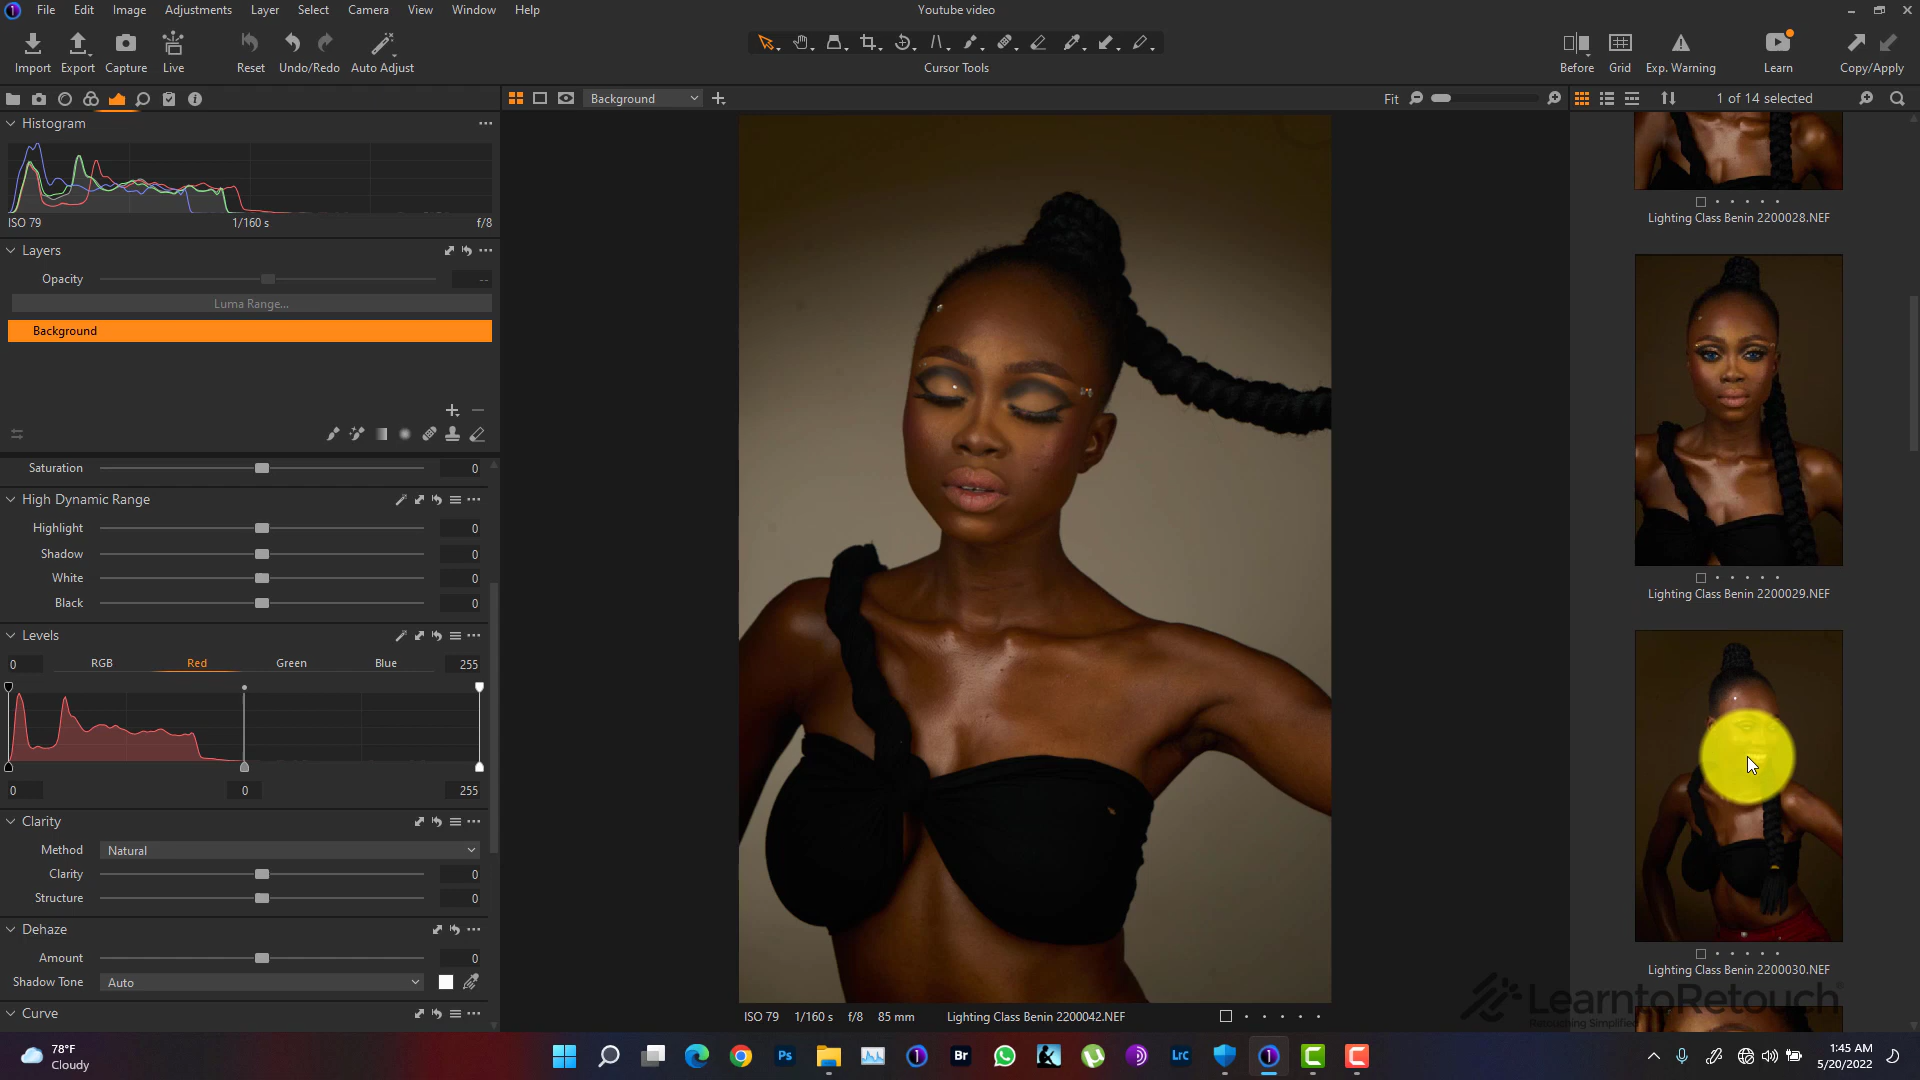 File Edit Image Adjustments Layer Select Camera View Window Help
Youtube video
Import Export Capture Live Reset Undo/Redo Auto Adjust
Cursor Tools
Before Grid Exp. Warning Learn Copy/Apply
Background
Fit
1 of 14 selected
Histogram
ISO 79 1/160 s f/8
Layers
Opacity --
Luma Range...
Background
Saturation 0
High Dynamic Range
Highlight 0
Shadow 0
White 0
Black 0
Levels
0 RGB Red Green Blue 255
0 0 255
Clarity
Method Natural
Clarity 0
Structure 0
Dehaze
Amount 0
Shadow Tone Auto
Curve
ISO 79 1/160 s f/8 85 mm Lighting Class Benin 2200042.NEF
Lighting Class Benin 2200028.NEF
Lighting Class Benin 2200029.NEF
Lighting Class Benin 2200030.NEF
LearntoRetouch
Retouching Simplified
78°F
Cloudy
Ps
Br
Lrc
1:45 AM
5/20/2022